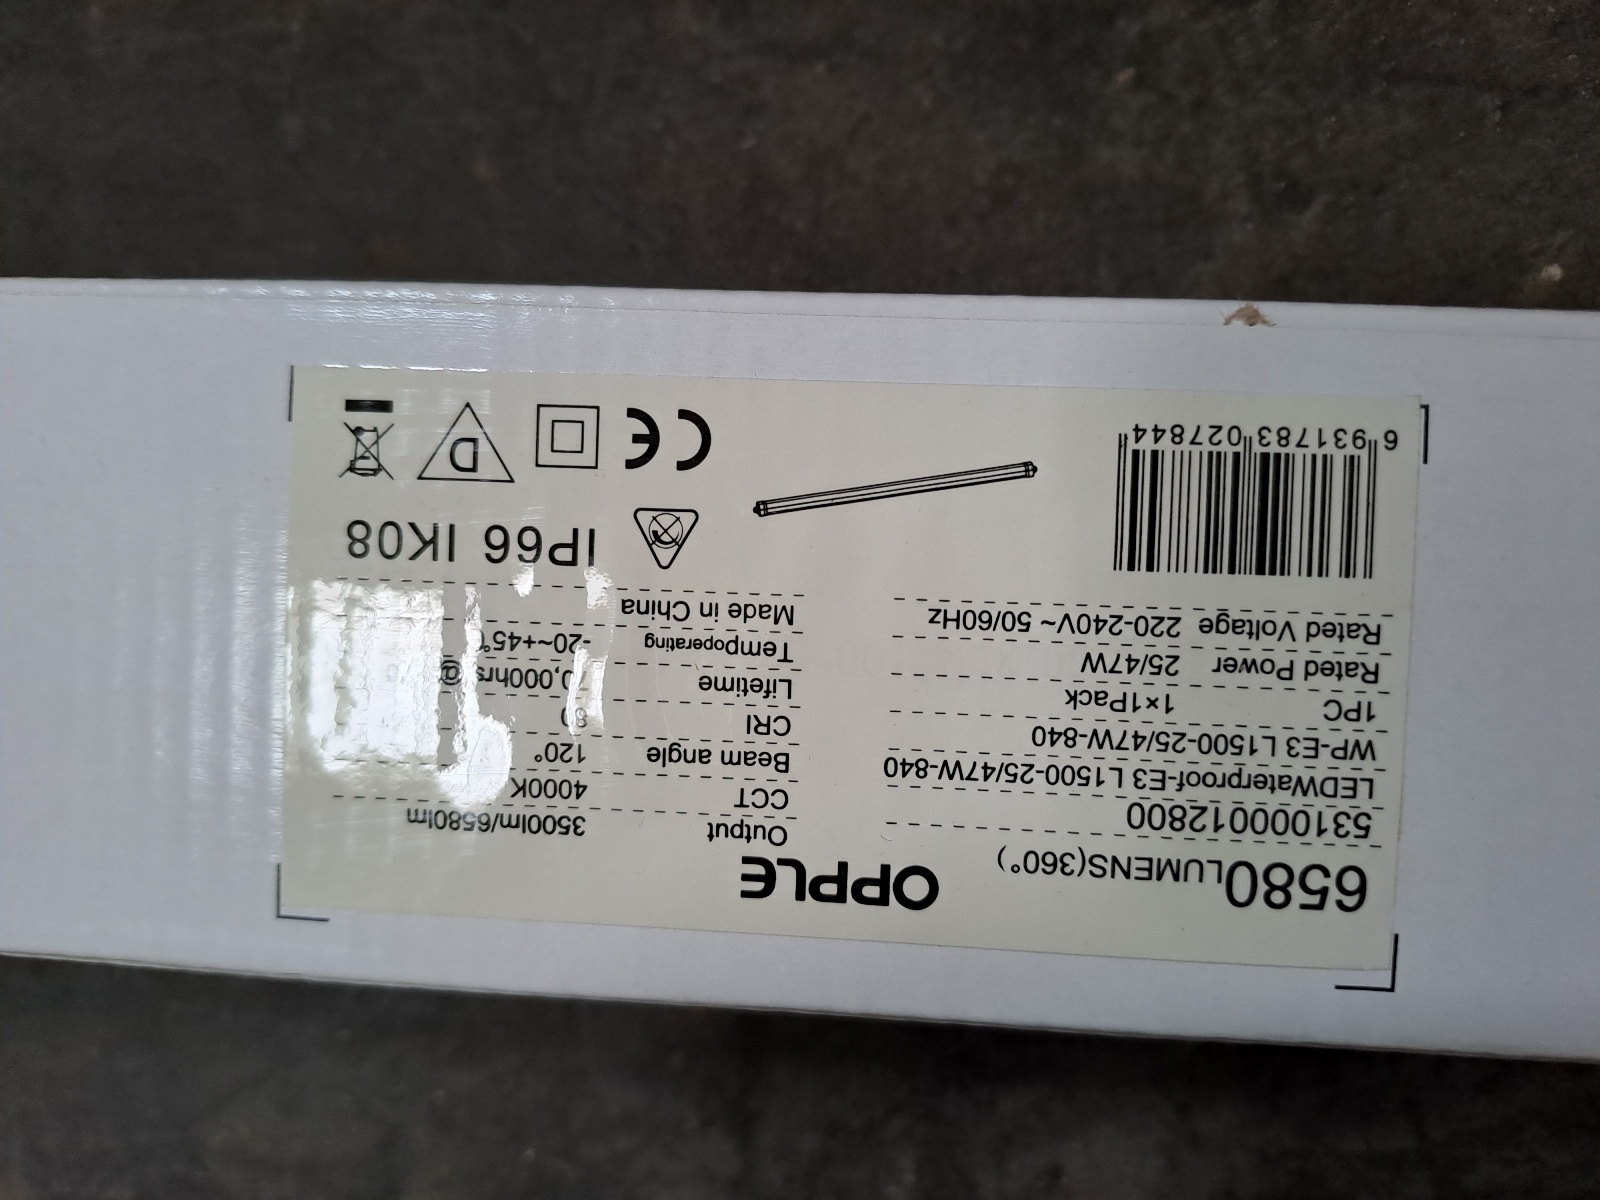 6580LUMENS(360°)
OPPLE
531000012800
LEDWaterproof-E3 L1500-25/47W-840
WP-E3 L1500-25/47W-840
1PC 1×1Pack
Rated Power 25/47W
Rated Voltage 220-240V~ 50/60Hz
6 931783 027844
Output 3500lm/6580lm
CCT 4000K
Beam angle 120°
CRI
Lifetime
Tempoperating -20~+45°
Made in China
IP66 IK08
D
CE